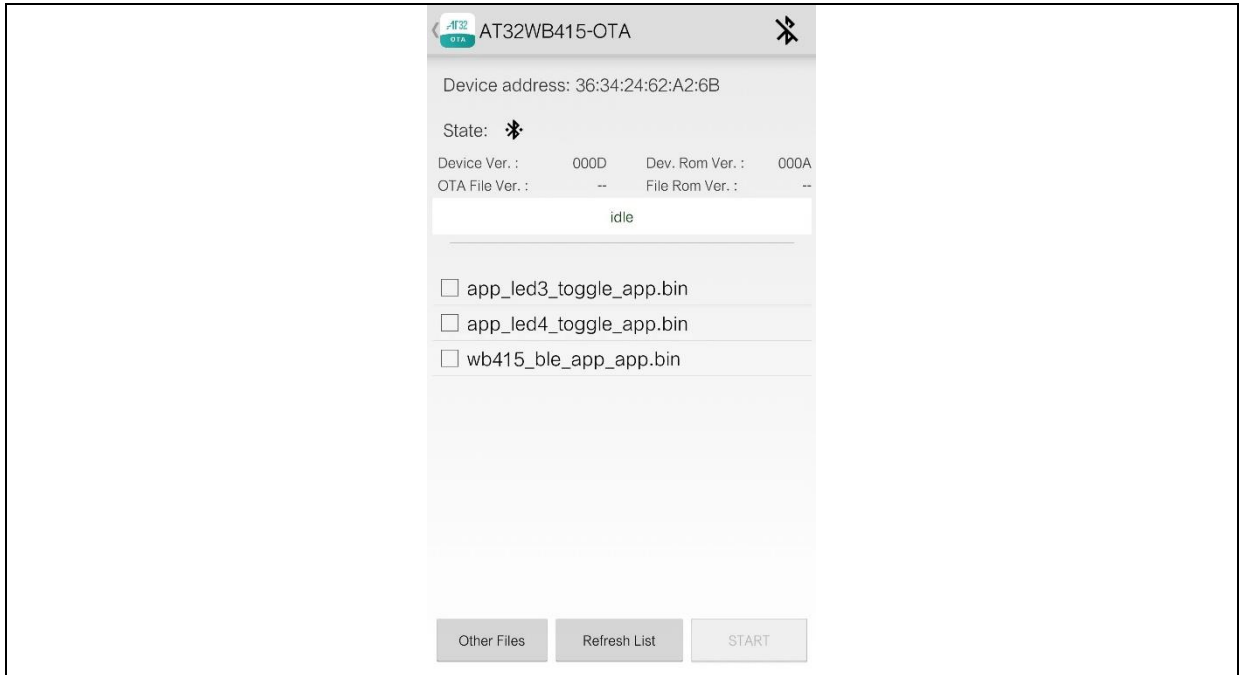 AT32
OTA
AT32WB415-OTA
Device address: 36:34:24:62:A2:6B
State:
Device Ver. : 000D Dev. Rom Ver. : 000A
OTA File Ver. : -- File Rom Ver. : --
idle
app_led3_toggle_app.bin
app_led4_toggle_app.bin
wb415_ble_app_app.bin
Other Files Refresh List START